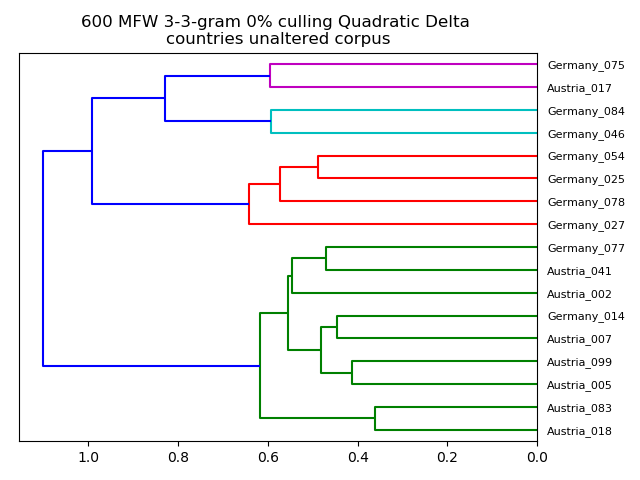 600 MFW 3-3-gram 0% culling Quadratic Delta
countries unaltered corpus
Germany_075
Austria_017
Germany_084
Germany_046
Germany_054
Germany_025
Germany_078
Germany_027
Germany_077
Austria_041
Austria_002
Germany_014
Austria_007
Austria_099
Austria_005
Austria_083
Austria_018
1.0 0.8 0.6 0.4 0.2 0.0